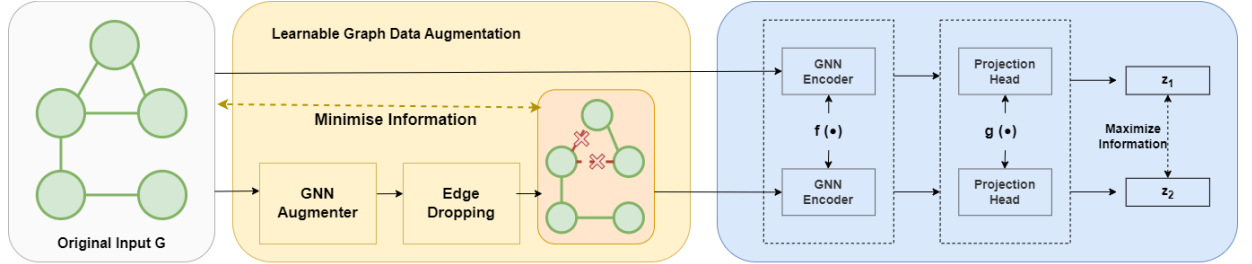 Learnable Graph Data Augmentation
Minimise Information
GNN
Augmenter
Edge
Dropping
Original Input G
GNN
Encoder
f (●)
GNN
Encoder
Projection
Head
g (●)
Projection
Head
z₁
Maximize
Information
z₂